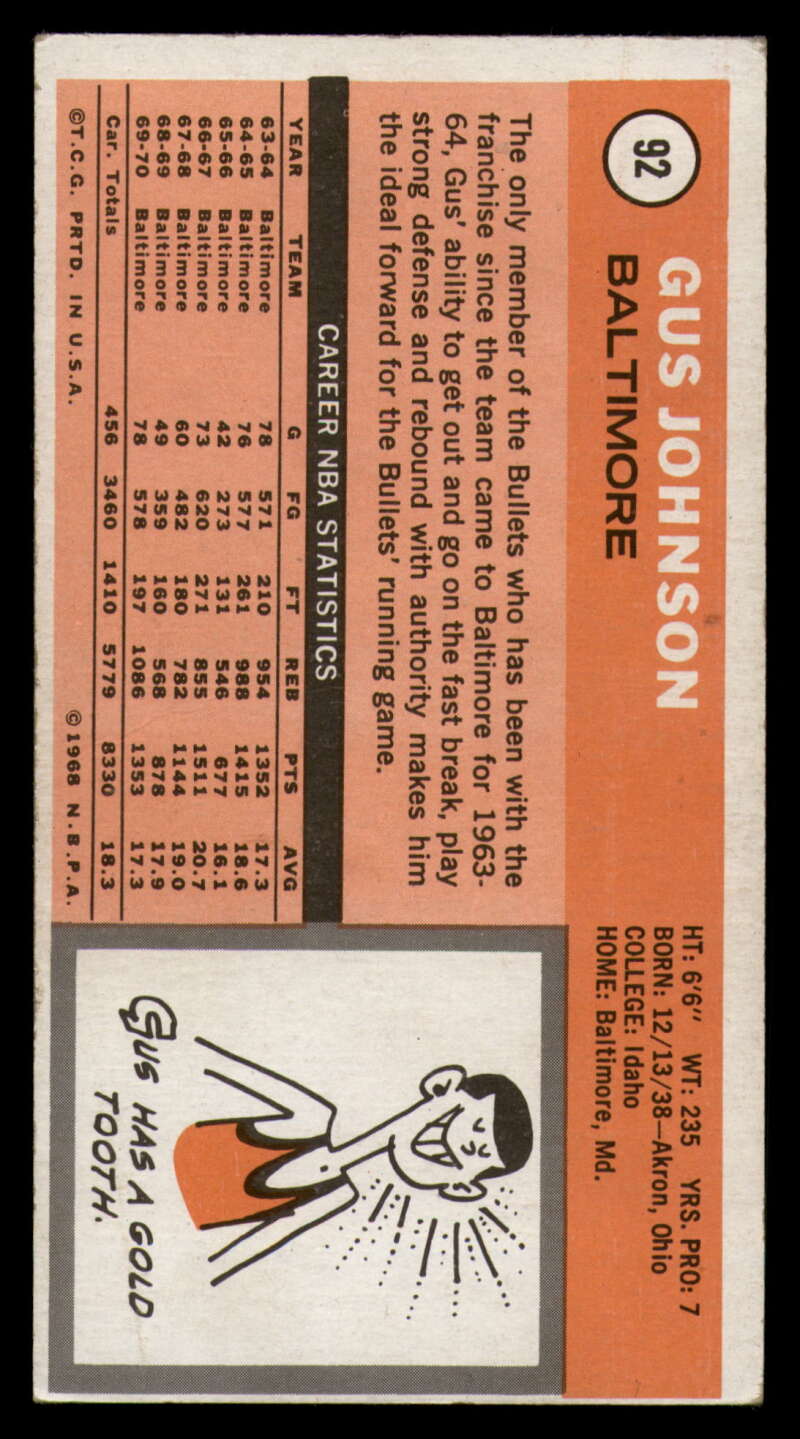 92
GUS JOHNSON
BALTIMORE
HT: 6'6" WT: 235 YRS. PRO: 7
BORN: 12/13/38—Akron, Ohio
COLLEGE: Idaho
HOME: Baltimore, Md.
The only member of the Bullets who has been with the
franchise since the team came to Baltimore for 1963-
64, Gus' ability to get out and go on the fast break, play
strong defense and rebound with authority makes him
the ideal forward for the Bullets' running game.
CAREER NBA STATISTICS
YEAR TEAM G FG FT REB PTS AVG
63-64 Baltimore 78 571 210 954 1352 17.3
64-65 Baltimore 76 577 261 988 1415 18.6
65-66 Baltimore 42 273 131 546 677 16.1
66-67 Baltimore 73 620 271 855 1511 20.7
67-68 Baltimore 60 482 180 782 1144 19.0
68-69 Baltimore 49 359 160 568 878 17.9
69-70 Baltimore 78 578 197 1086 1353 17.3
Car. Totals 456 3460 1410 5779 8330 18.3
©T.C.G. PRTD. IN U.S.A. ©1968 N.B.P.A.
GUS HAS A GOLD
TOOTH.